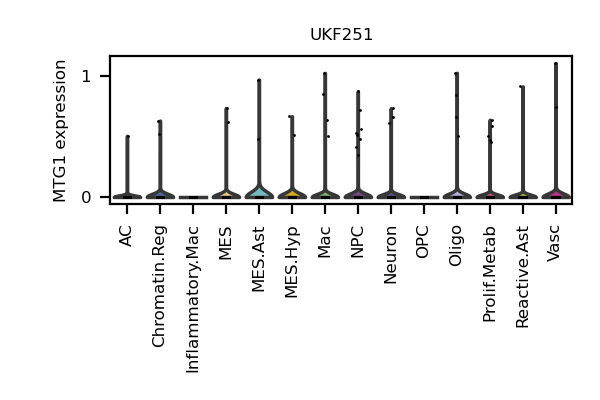 UKF251
MTG1 expression
1
0
AC
Chromatin.Reg
Inflammatory.Mac
MES
MES.Ast
MES.Hyp
Mac
NPC
Neuron
OPC
Oligo
Prolif.Metab
Reactive.Ast
Vasc